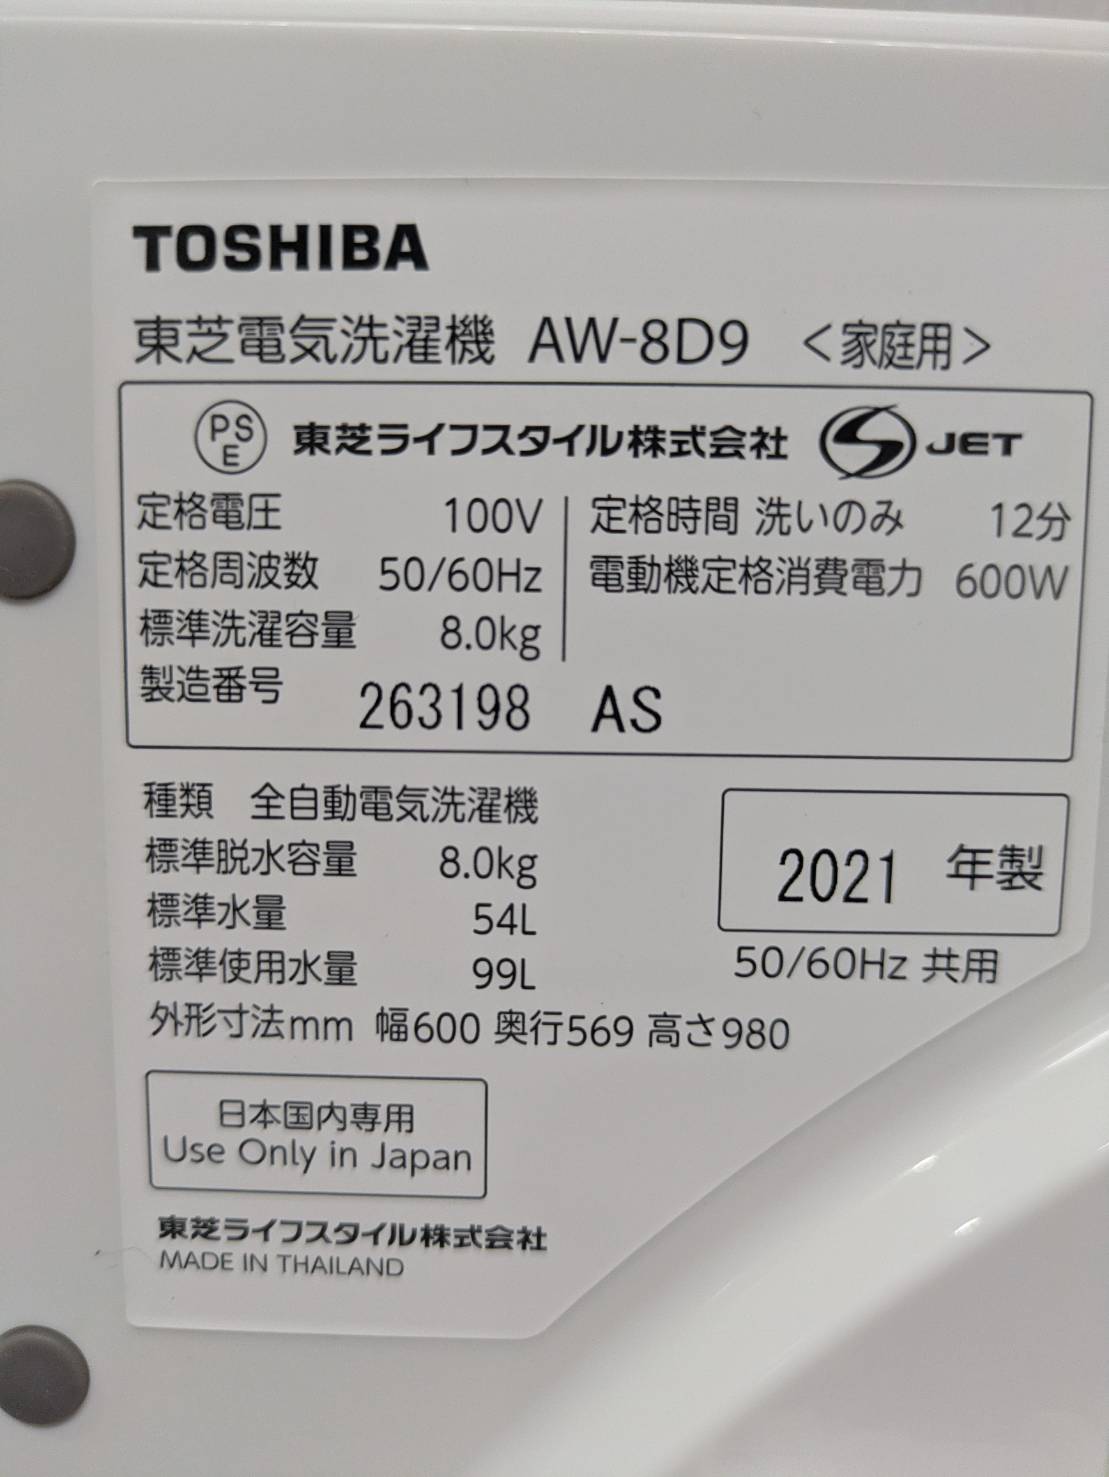 TOSHIBA
東芝電気洗濯機 AW-8D9 <家庭用>
PSE 東芝ライフスタイル株式会社 S JET
定格電圧 100V
定格周波数 50/60Hz
標準洗濯容量 8.0kg
定格時間 洗いのみ 12分
電動機定格消費電力 600W
製造番号 263198 AS
種類 全自動電気洗濯機
標準脱水容量 8.0kg
標準水量 54L
標準使用水量 99L
2021 年製
50/60Hz 共用
外形寸法mm 幅600 奥行569 高さ980
日本国内専用
Use Only in Japan
東芝ライフスタイル株式会社
MADE IN THAILAND